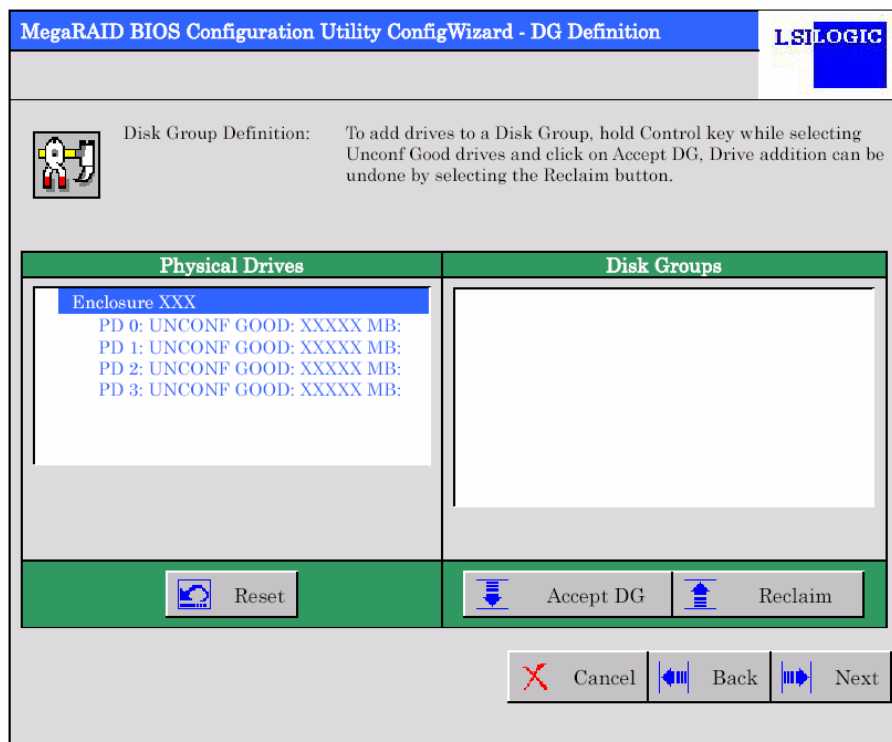 MegaRAID BIOS Configuration Utility ConfigWizard - DG Definition
LSI LOGIC
Disk Group Definition:
To add drives to a Disk Group, hold Control key while selecting
Unconf Good drives and click on Accept DG, Drive addition can be
undone by selecting the Reclaim button.
Physical Drives
Disk Groups
Enclosure XXX
PD 0: UNCONF GOOD: XXXXX MB:
PD 1: UNCONF GOOD: XXXXX MB:
PD 2: UNCONF GOOD: XXXXX MB:
PD 3: UNCONF GOOD: XXXXX MB:
Reset
Accept DG
Reclaim
Cancel
Back
Next